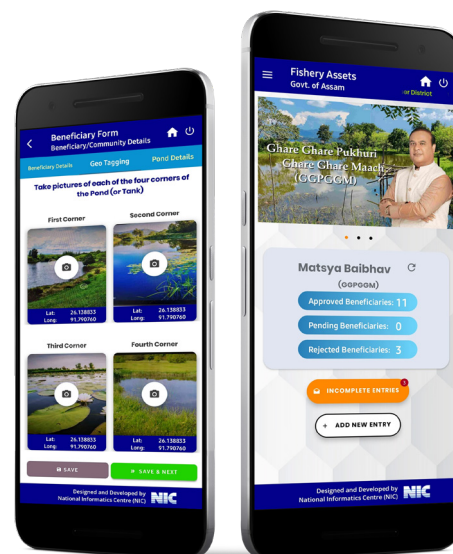 Beneficiary Form
Beneficiary/Community Details
Beneficiary Details
Geo Tagging
Pond Details
Take pictures of each of the four corners of
the Pond (or Tank)
First Corner
Second Corner
Lat: 26.138833
Long: 91.790760
Lat: 26.138833
Long: 91.790760
Third Corner
Fourth Corner
Lat: 26.138833
Long: 91.790760
Lat: 26.138833
Long: 91.790760
SAVE
SAVE & NEXT
Designed and Developed by
National Informatics Centre (NIC)
NIC
Fishery Assets
Govt. of Assam
or District
Ghare Ghare Pukhuri
Ghare Ghare Maach
(GGPGGM)
Matsya Baibhav
(GGPGGM)
Approved Beneficiaries: 11
Pending Beneficiaries: 0
Rejected Beneficiaries: 3
INCOMPLETE ENTRIES
3
+ ADD NEW ENTRY
Designed and Developed by
National Informatics Centre (NIC)
NIC